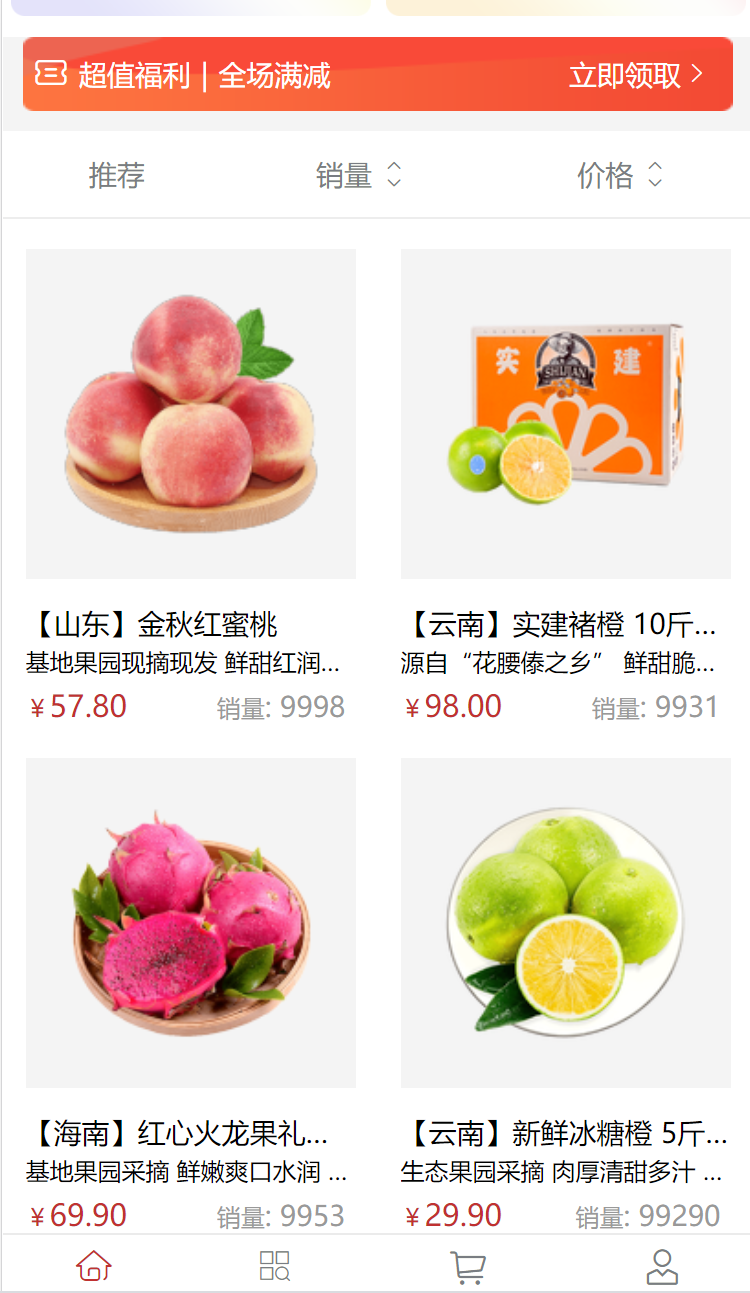 超值福利 | 全场满减 立即领取
推荐 销量 价格
实 建
SHIJIAN
【山东】金秋红蜜桃
基地果园现摘现发 鲜甜红润...
¥57.80 销量: 9998
【云南】实建褚橙 10斤...
源自“花腰傣之乡” 鲜甜脆...
¥98.00 销量: 9931
【海南】红心火龙果礼...
基地果园采摘 鲜嫩爽口水润 ...
¥69.90 销量: 9953
【云南】新鲜冰糖橙 5斤...
生态果园采摘 肉厚清甜多汁 ...
¥29.90 销量: 99290